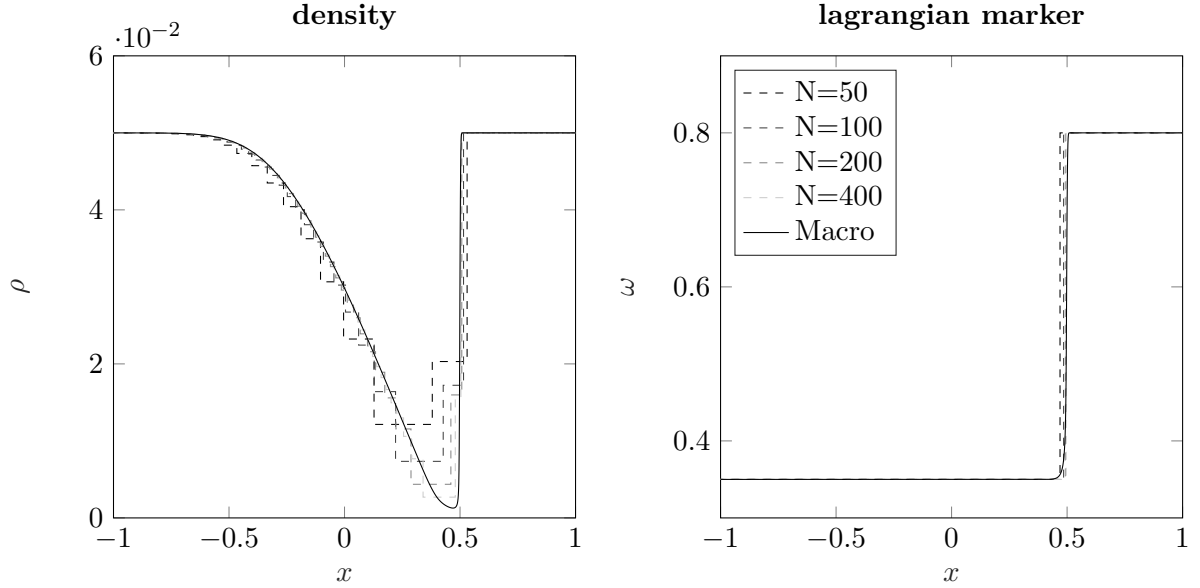 density
·10−2
6
4
2
0
ρ
−1 −0.5 0 0.5 1
x
lagrangian marker
0.8
0.6
0.4
ω
N=50
N=100
N=200
N=400
Macro
−1 −0.5 0 0.5 1
x